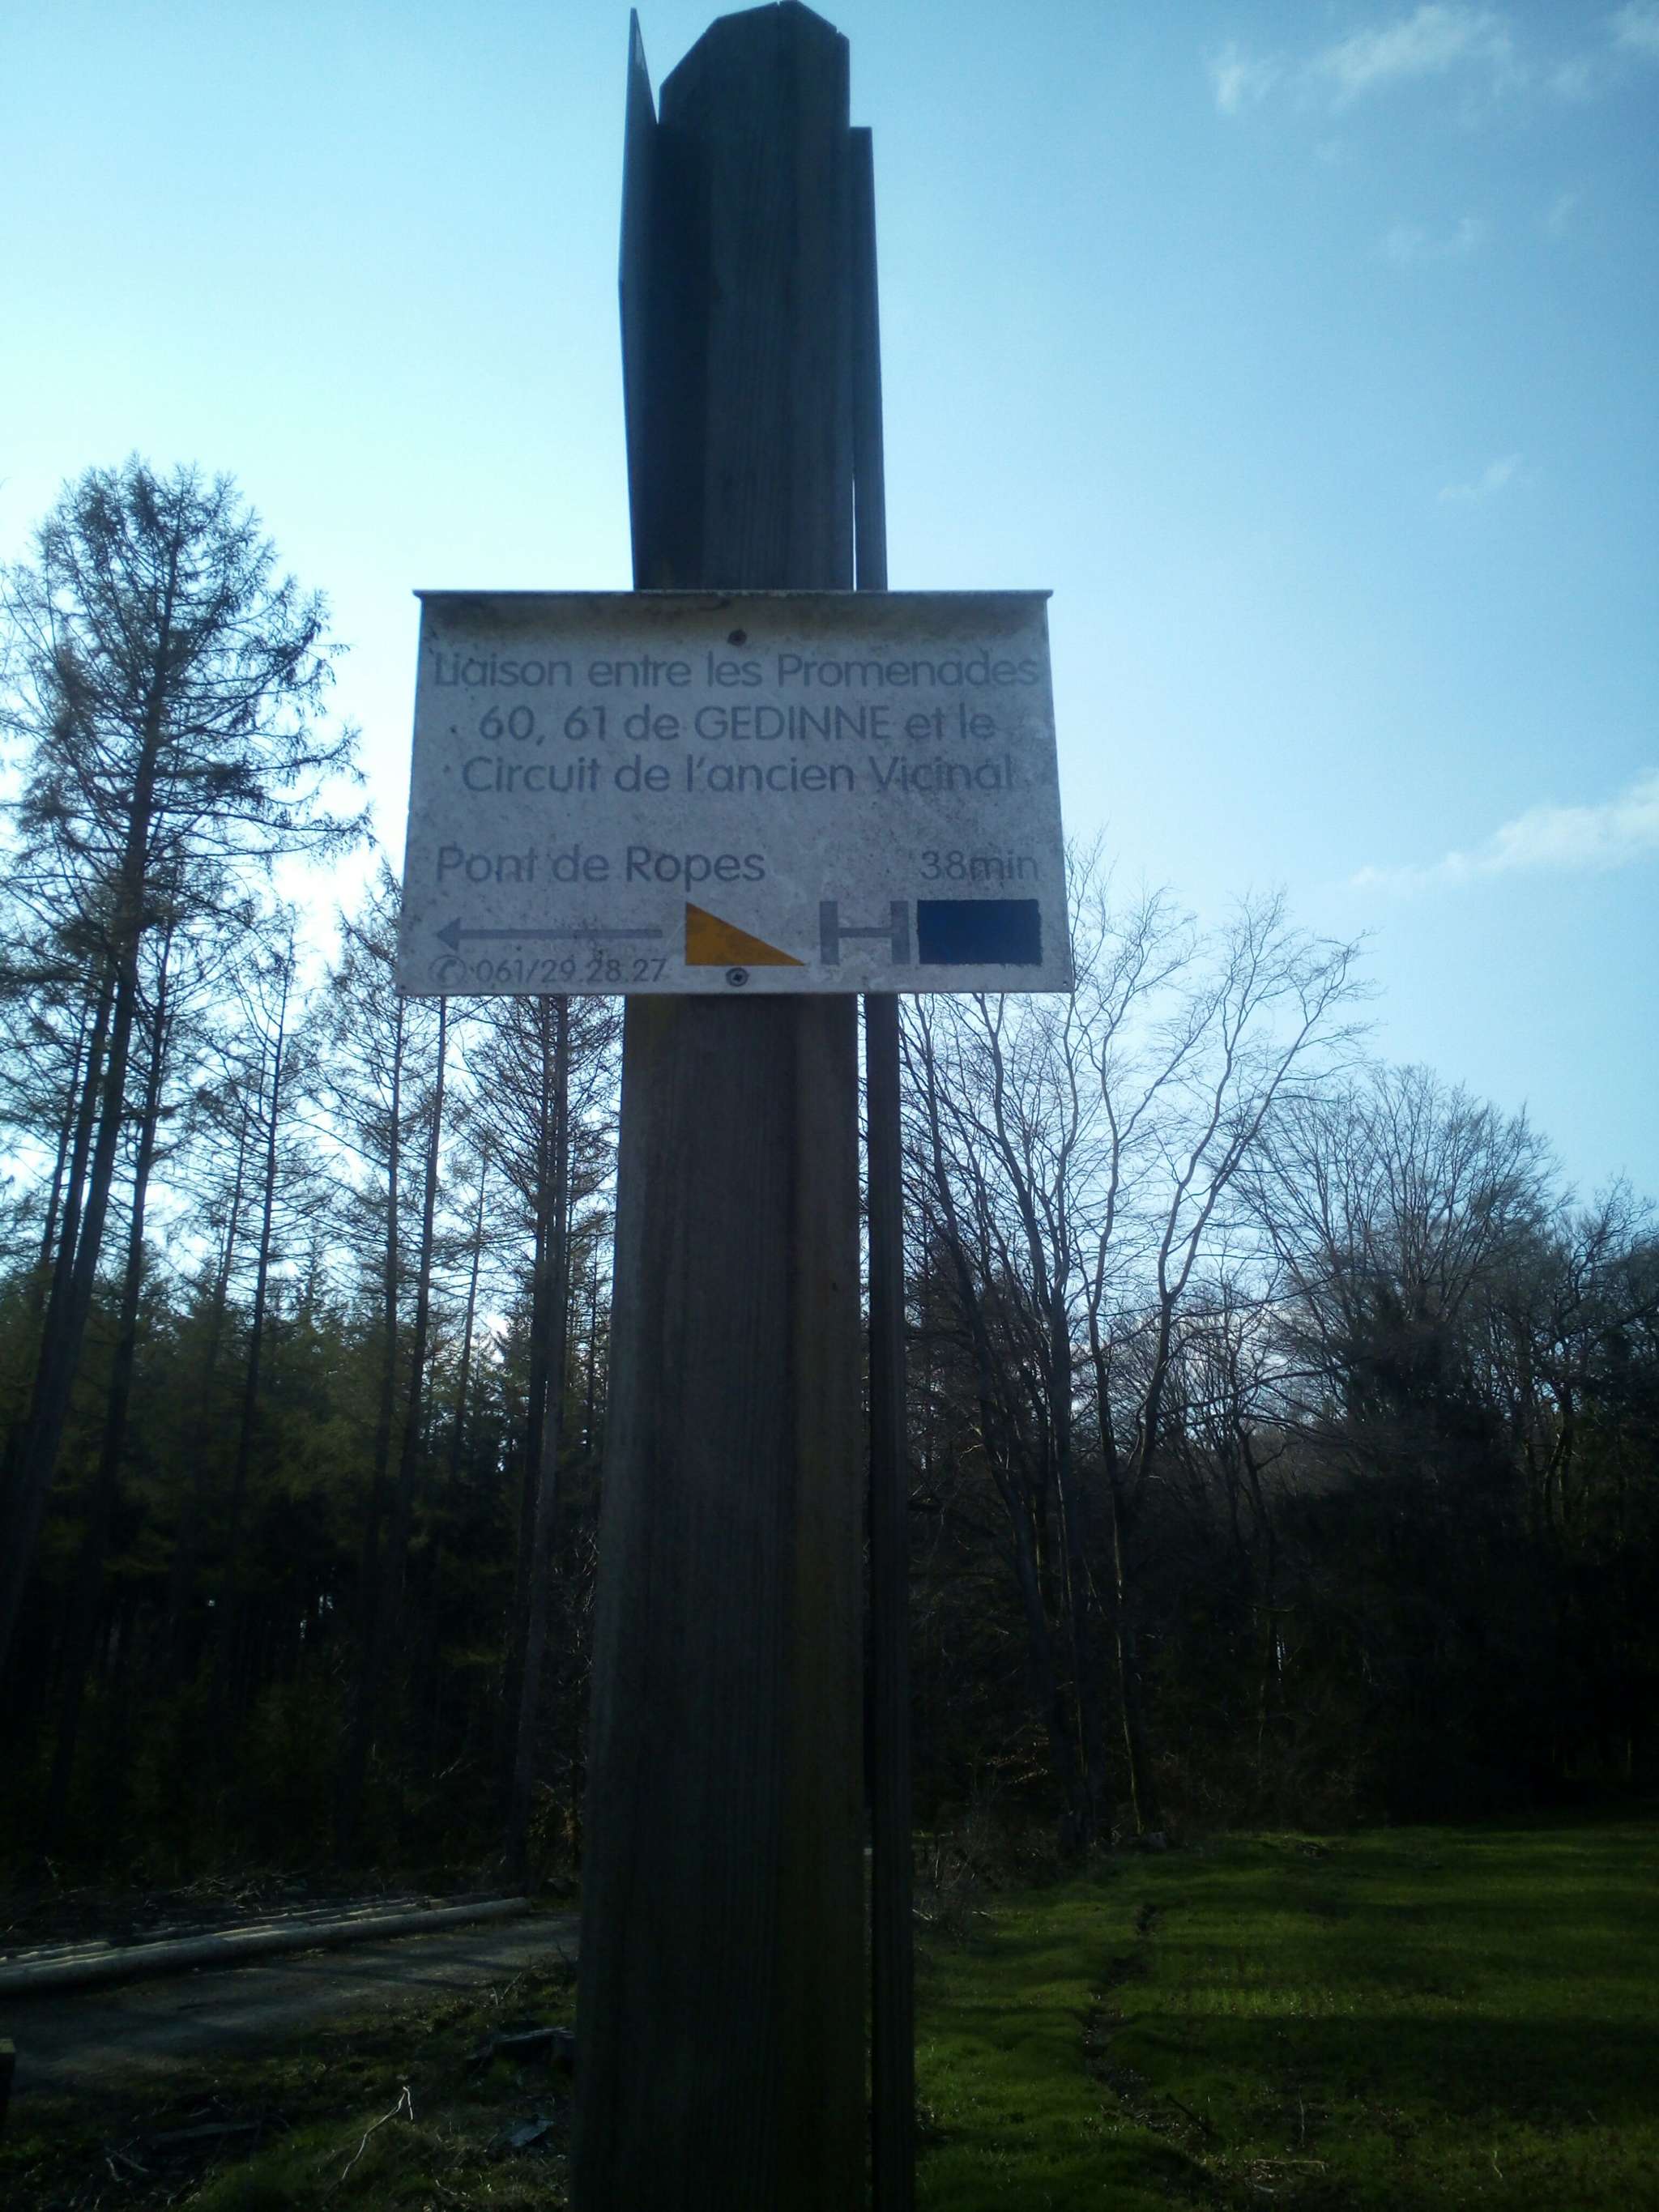 Liaison entre les Promenades
60, 61 de GEDINNE et le
Circuit de l'ancien Vicinal
Pont de Ropes 38min
061/29.28.27